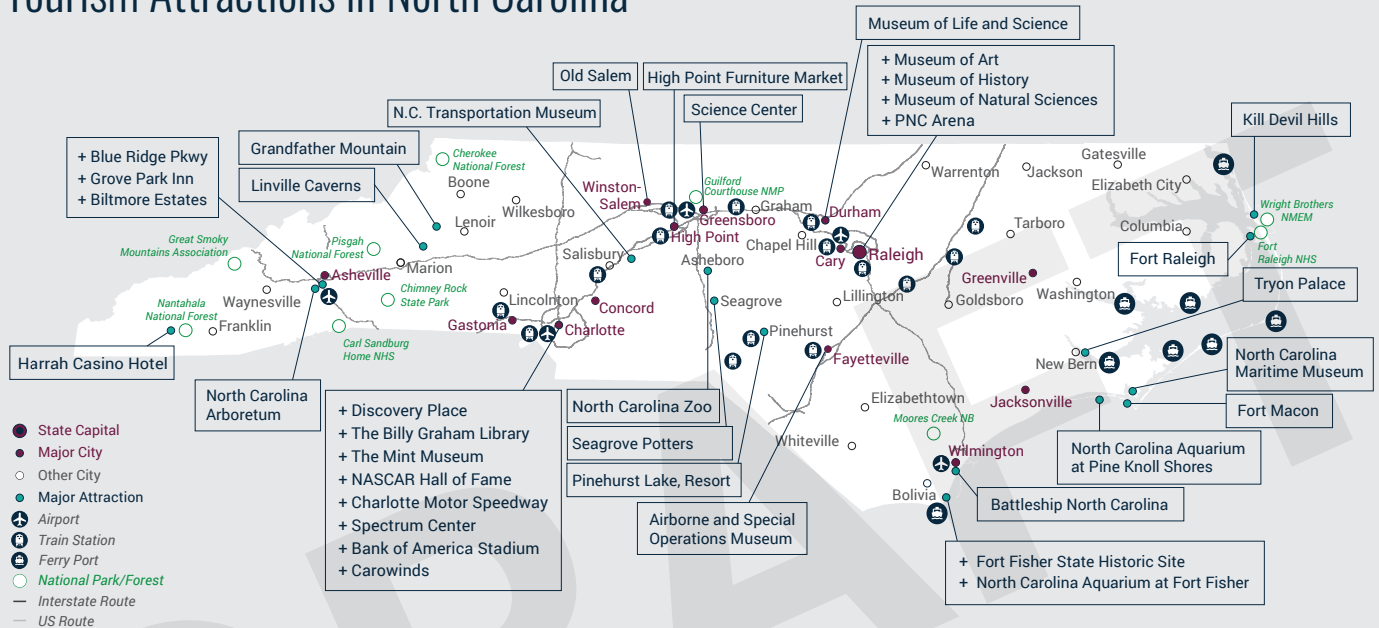 Tourism Attractions in North Carolina
Museum of Life and Science
+ Museum of Art
+ Museum of History
+ Museum of Natural Sciences
+ PNC Arena
Old Salem
High Point Furniture Market
N.C. Transportation Museum
Science Center
Kill Devil Hills
+ Blue Ridge Pkwy
+ Grove Park Inn
+ Biltmore Estates
Grandfather Mountain
Linville Caverns
Cherokee
National Forest
Boone
Wilkesboro
Lenoir
Winston-
Salem
Guilford
Courthouse NMP
Greensboro
Graham
High Point
Durham
Chapel Hill
Cary
Raleigh
Warrenton
Jackson
Gatesville
Elizabeth City
Wright Brothers
NMEM
Tarboro
Columbia
Fort
Raleigh NHS
Fort Raleigh
Great Smoky
Mountains Association
Pisgah
National Forest
Marion
Asheville
Salisbury
Asheboro
Greenville
Tryon Palace
Waynesville
Chimney Rock
State Park
Lincolnton
Concord
Seagrove
Lillington
Goldsboro
Washington
Nantahala
National Forest
Franklin
Gastonia
Charlotte
Pinehurst
Fayetteville
New Bern
Carl Sandburg
Home NHS
Harrah Casino Hotel
North Carolina
Maritime Museum
North Carolina
Arboretum
Jacksonville
Fort Macon
Elizabethtown
Moores Creek NB
Whiteville
Wilmington
Bolivia
+ Discovery Place
+ The Billy Graham Library
+ The Mint Museum
+ NASCAR Hall of Fame
+ Charlotte Motor Speedway
+ Spectrum Center
+ Bank of America Stadium
+ Carowinds
North Carolina Zoo
Seagrove Potters
Pinehurst Lake, Resort
Airborne and Special
Operations Museum
North Carolina Aquarium
at Pine Knoll Shores
Battleship North Carolina
+ Fort Fisher State Historic Site
+ North Carolina Aquarium at Fort Fisher
State Capital
Major City
Other City
Major Attraction
Airport
Train Station
Ferry Port
National Park/Forest
Interstate Route
US Route
DRAFT